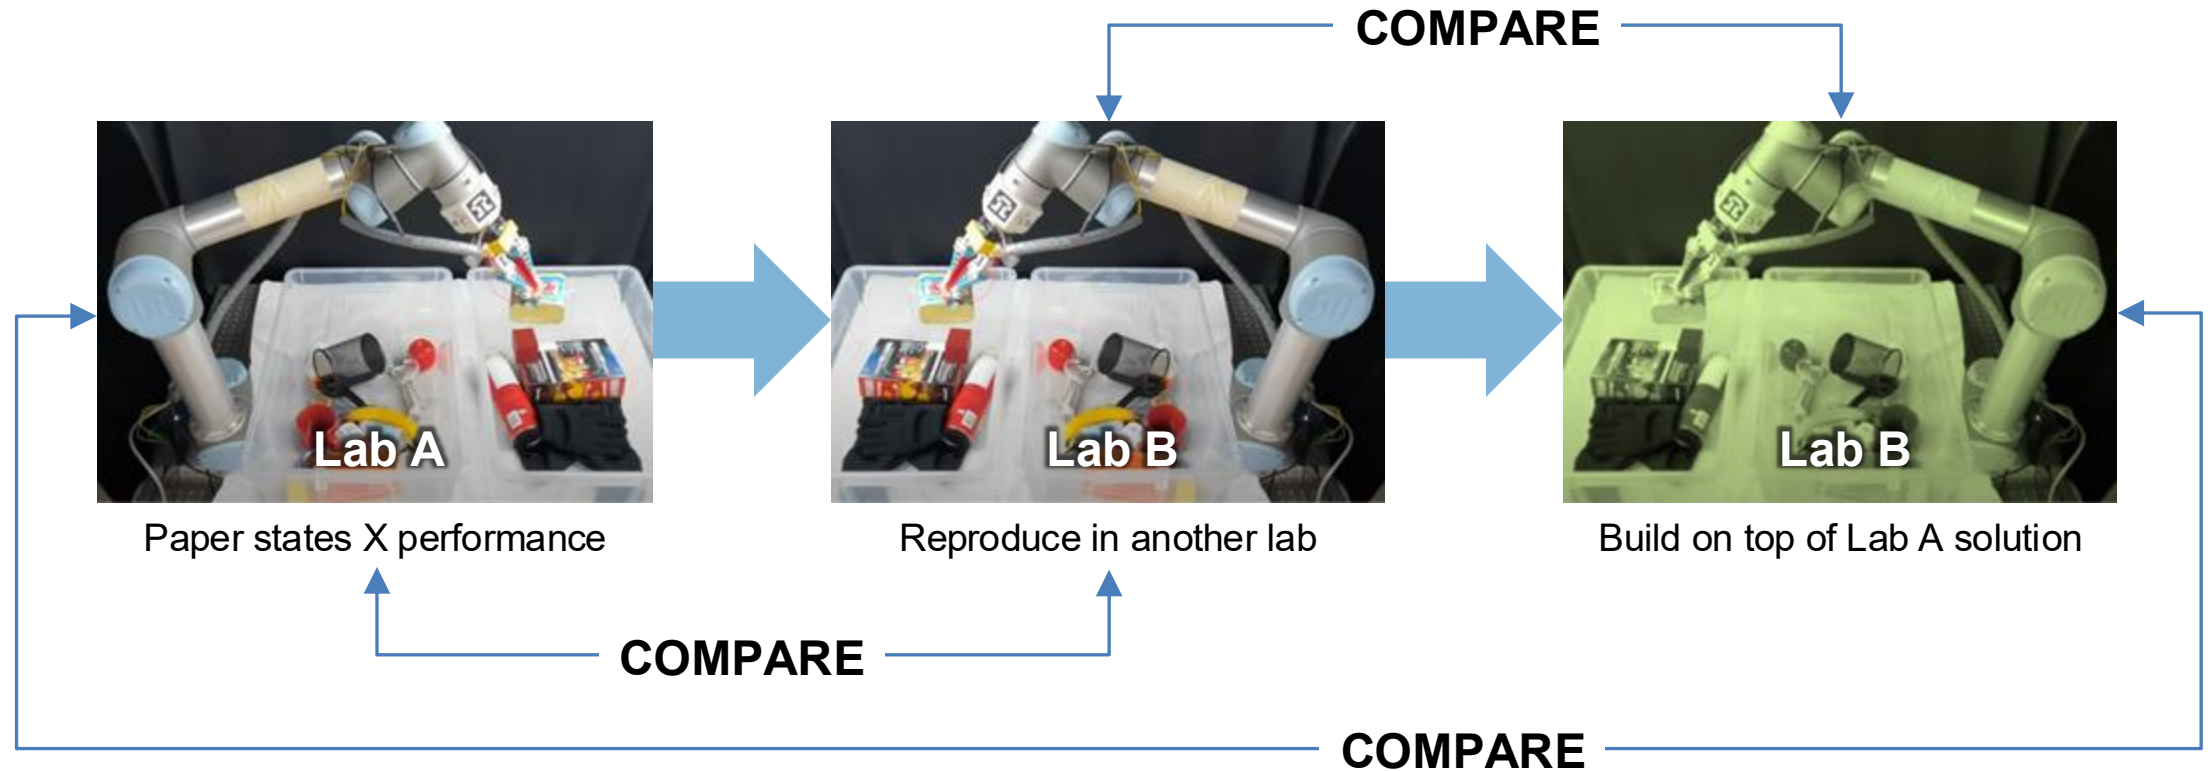 COMPARE
Lab A
Lab B
Lab B
Paper states X performance
Reproduce in another lab
Build on top of Lab A solution
COMPARE
COMPARE